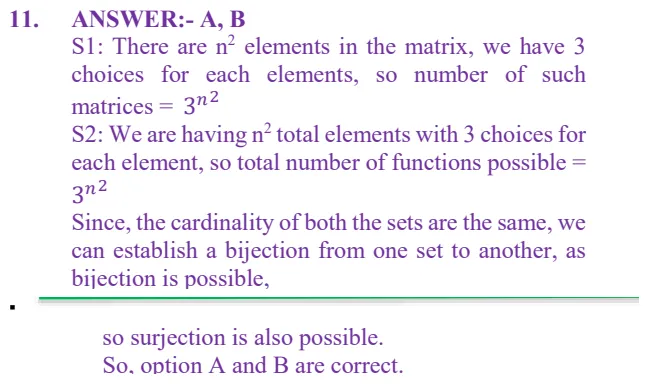 11. ANSWER:- A, B
S1: There are n² elements in the matrix, we have 3
choices for each elements, so number of such
matrices = 3^{n^2}
S2: We are having n² total elements with 3 choices for
each element, so total number of functions possible =
3^{n^2}
Since, the cardinality of both the sets are the same, we
can establish a bijection from one set to another, as
bijection is possible,
so surjection is also possible.
So, option A and B are correct.